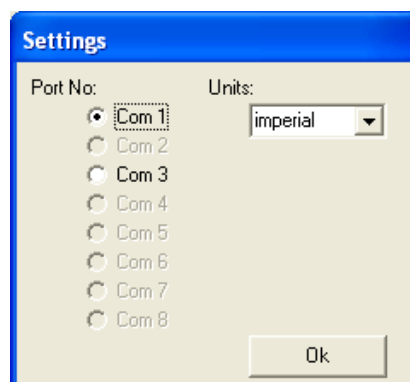 Settings
Port No:
Units:
Com 1
imperial
Com 2
Com 3
Com 4
Com 5
Com 6
Com 7
Com 8
Ok